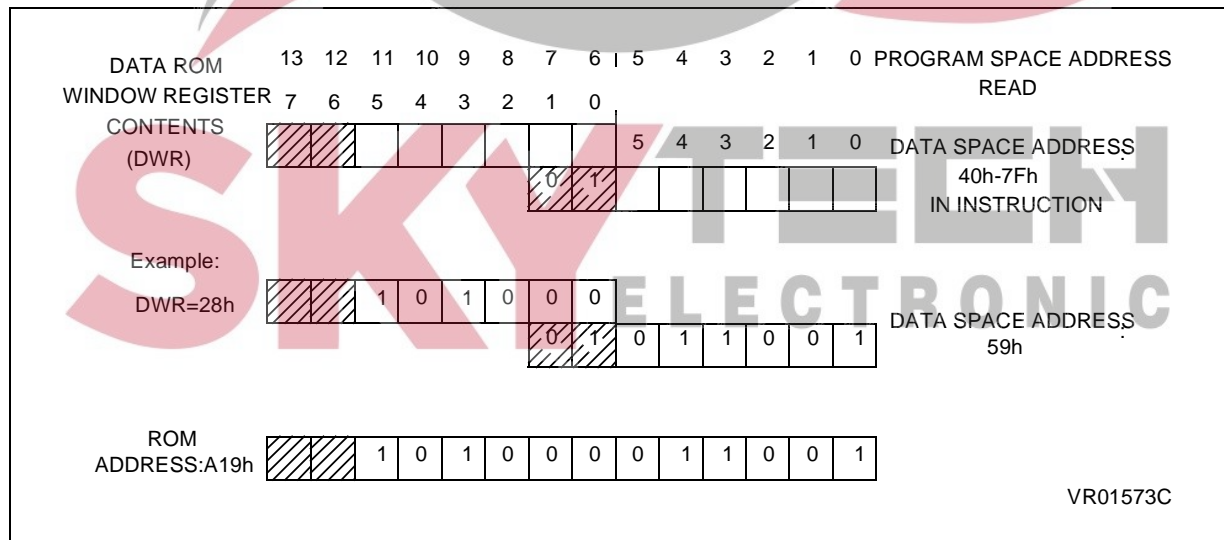 DATA ROM 13 12 11 10 9 8 7 6 5 4 3 2 1 0 PROGRAM SPACE ADDRESS
WINDOW REGISTER 7 6 5 4 3 2 1 0 READ
CONTENTS
(DWR) 5 4 3 2 1 0 DATA SPACE ADDRESS :
0 1 40h-7Fh
IN INSTRUCTION
SKYTECH
ELECTRONIC
Example:
DWR=28h 1 0 1 0 0 0
DATA SPACE ADDRESS :
0 1 0 1 1 0 0 1 59h
ROM
ADDRESS:A19h 1 0 1 0 0 0 0 1 1 0 0 1
VR01573C